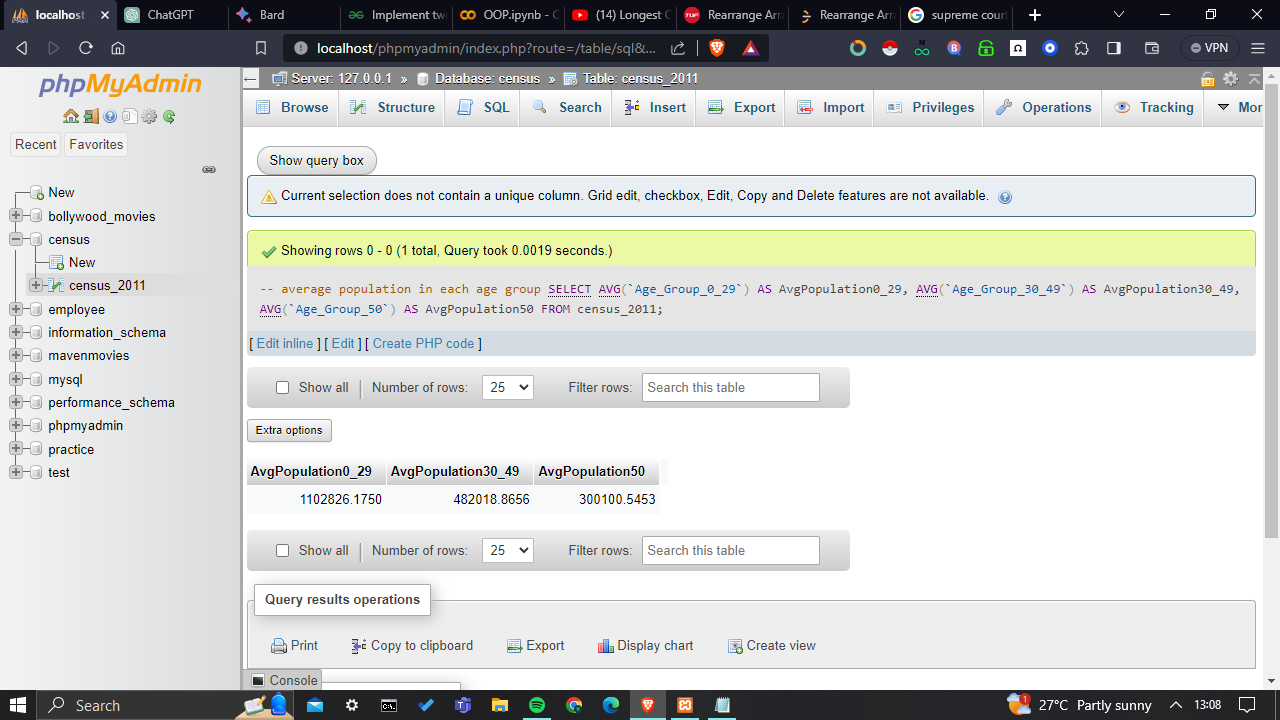 localhost
ChatGPT
Bard
Implement tw
OOP.ipynb - C
(14) Longest C
Rearrange Arr
Rearrange Arr
supreme cour
localhost/phpmyadmin/index.php?route=/table/sql&...
VPN
phpMyAdmin
Recent
Favorites
New
bollywood_movies
census
New
census_2011
employee
information_schema
mavenmovies
mysql
performance_schema
phpmyadmin
practice
test
Server: 127.0.0.1 » Database: census » Table: census_2011
Browse
Structure
SQL
Search
Insert
Export
Import
Privileges
Operations
Tracking
Mor
Show query box
Current selection does not contain a unique column. Grid edit, checkbox, Edit, Copy and Delete features are not available.
Showing rows 0 - 0 (1 total, Query took 0.0019 seconds.)
-- average population in each age group SELECT AVG(`Age_Group_0_29`) AS AvgPopulation0_29, AVG(`Age_Group_30_49`) AS AvgPopulation30_49,
AVG(`Age_Group_50`) AS AvgPopulation50 FROM census_2011;
[ Edit inline ] [ Edit ] [ Create PHP code ]
Show all | Number of rows: 25 Filter rows: Search this table
Extra options
AvgPopulation0_29 AvgPopulation30_49 AvgPopulation50
1102826.1750 482018.8656 300100.5453
Show all | Number of rows: 25 Filter rows: Search this table
Query results operations
Print
Copy to clipboard
Export
Display chart
Create view
Console
Search
1
27°C Partly sunny
13:08